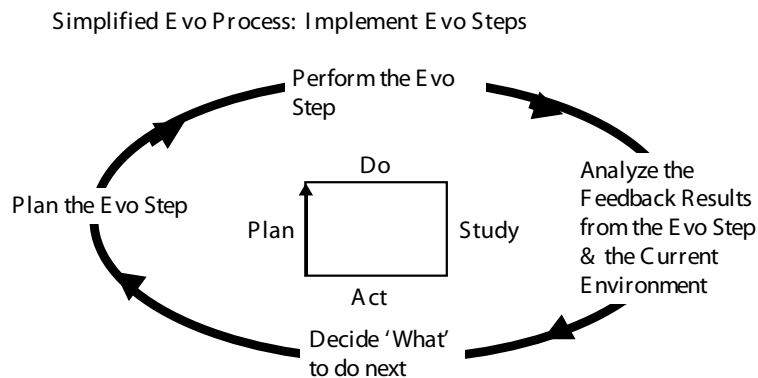 Simplified Evo Process: Implement Evo Steps
Perform the Evo
Step
Do
Analyze the
Feedback Results
from the Evo Step
& the Current
Environment
Plan the Evo Step
Plan
Study
Act
Decide ‘What’
to do next